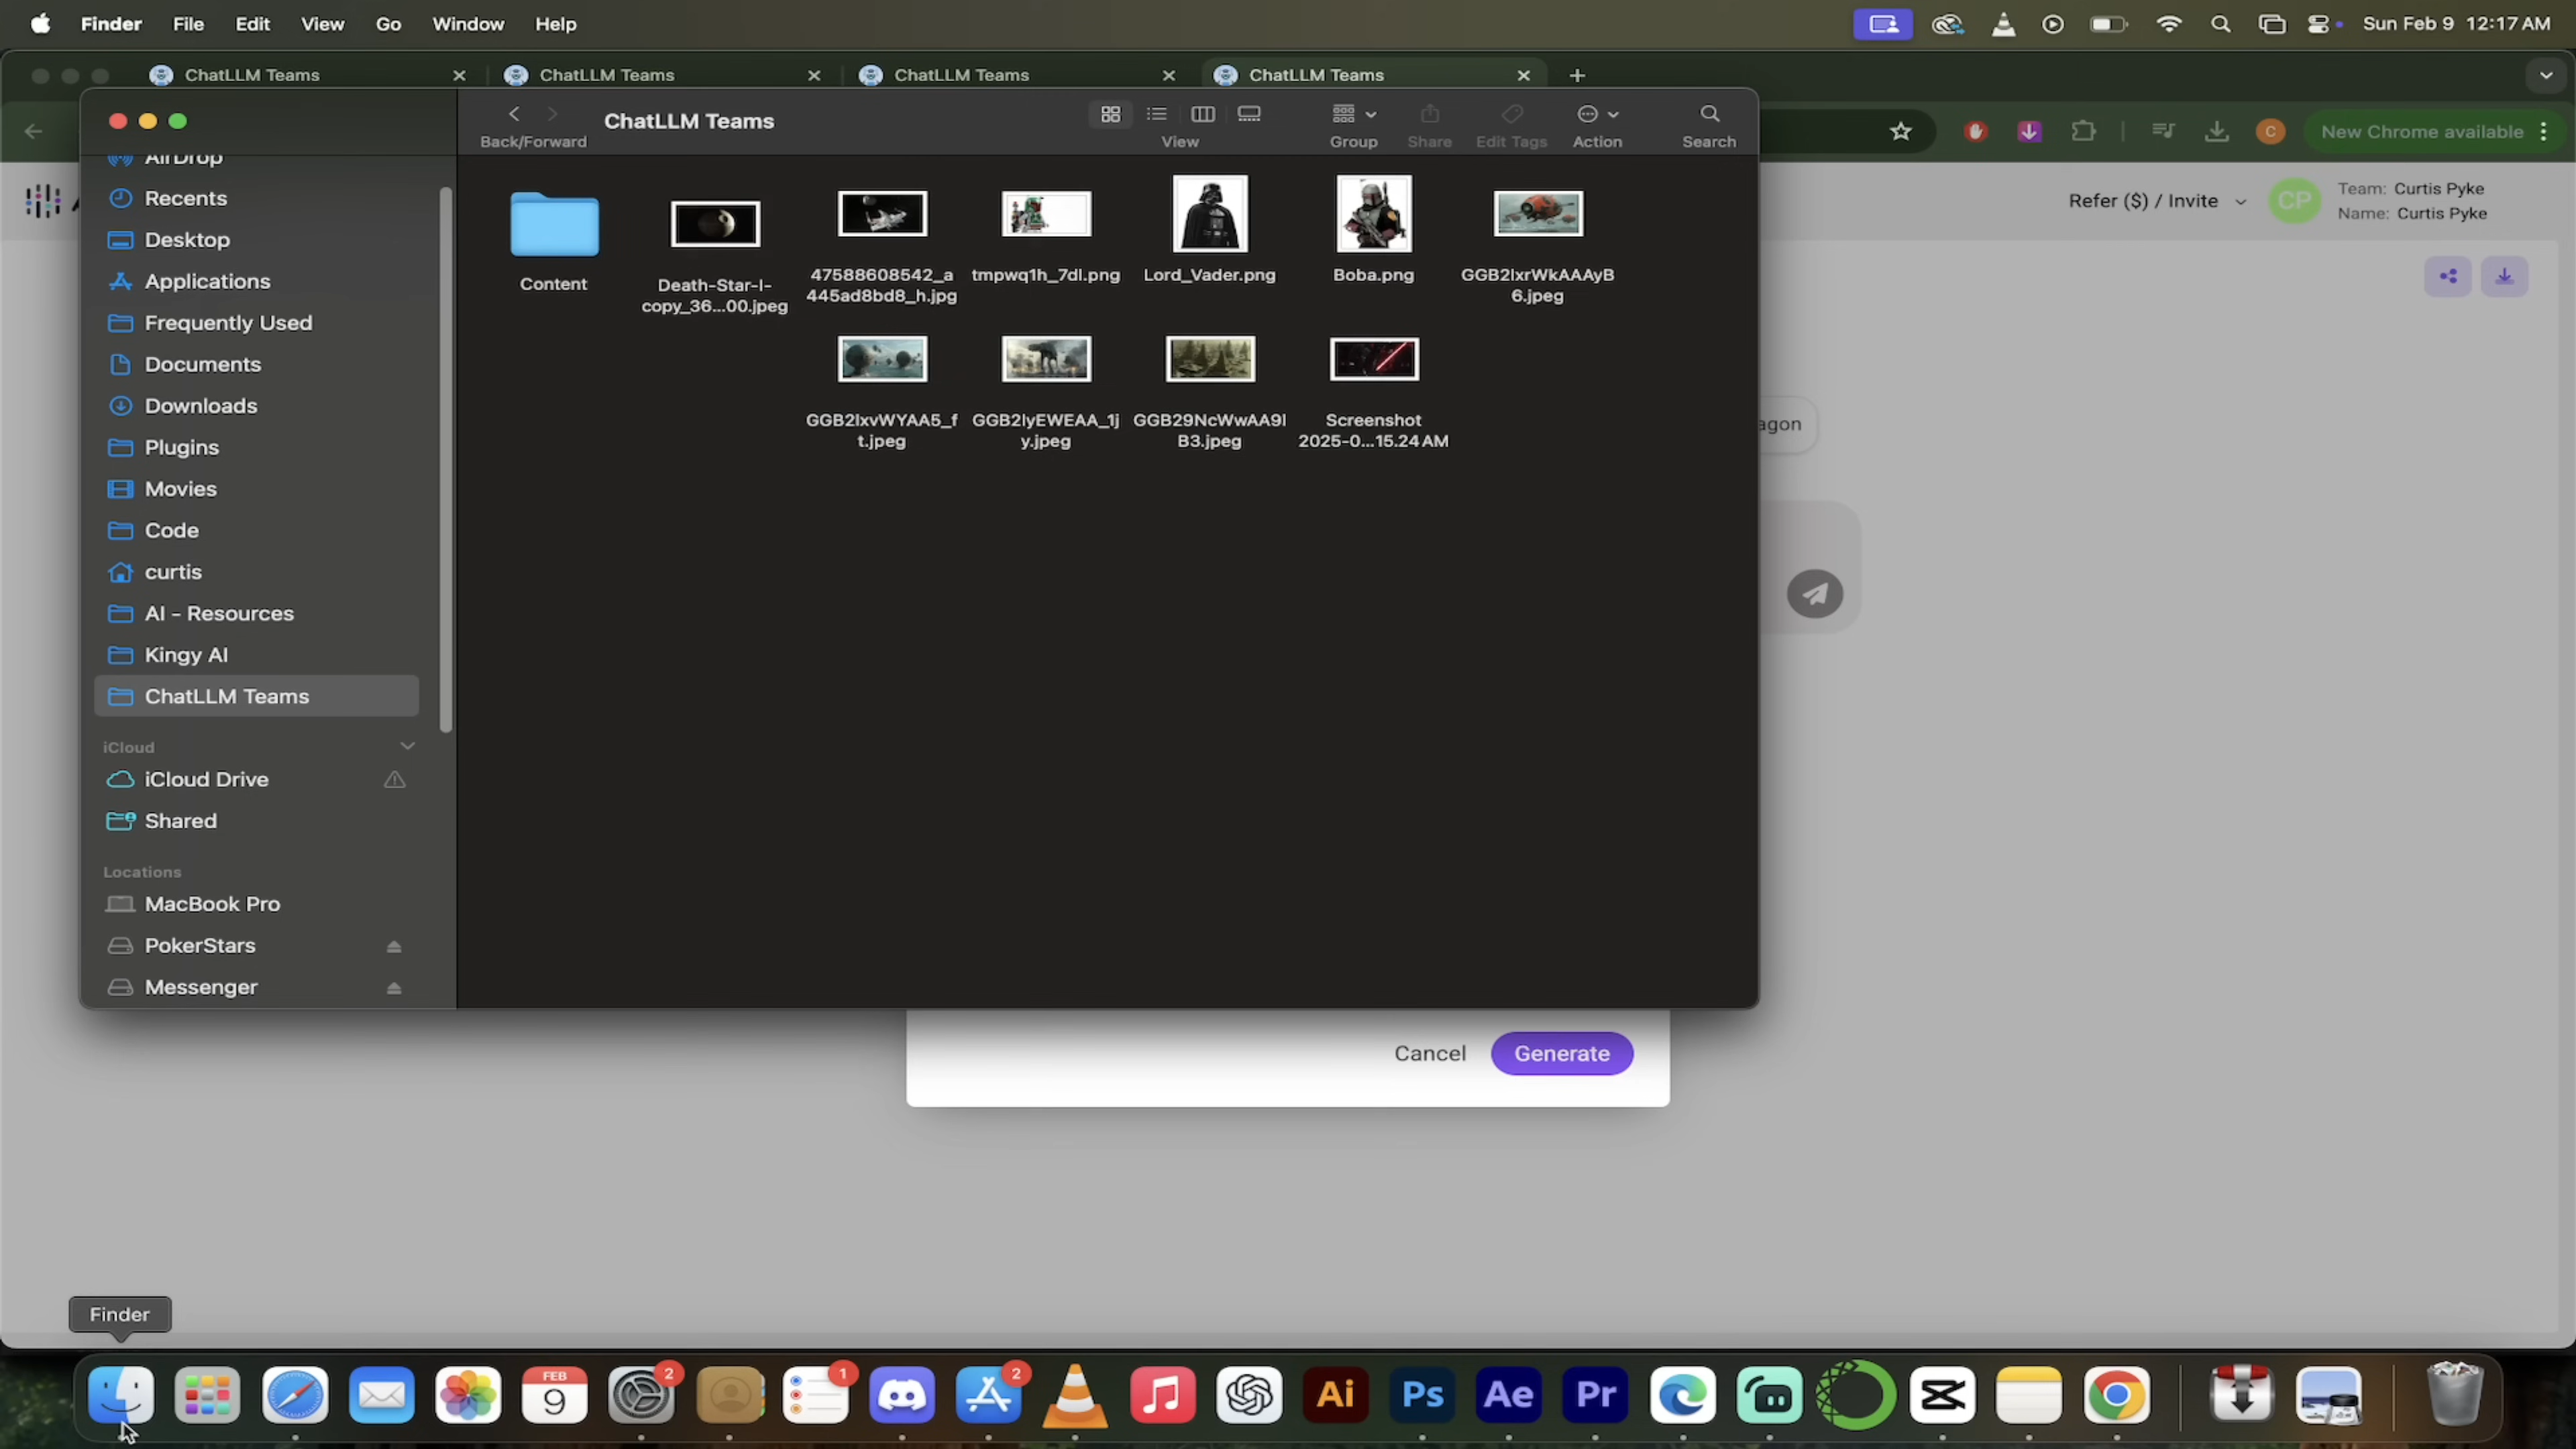 Finder File Edit View Go Window Help
Sun Feb 9 12:17 AM
ChatLLM Teams
ChatLLM Teams
ChatLLM Teams
ChatLLM Teams
New Chrome available
Back/Forward
ChatLLM Teams
View
Group
Share
Edit Tags
Action
Search
Refer ($) / Invite
CP
Team: Curtis Pyke
Name: Curtis Pyke
AirDrop
Recents
Desktop
Applications
Frequently Used
Documents
Downloads
Plugins
Movies
Code
curtis
AI - Resources
Kingy AI
ChatLLM Teams
iCloud
iCloud Drive
Shared
Locations
MacBook Pro
PokerStars
Messenger
Content
Death-Star-I-
copy_36...00.jpeg
47588608542_a
445ad8bd8_h.jpg
tmpwq1h_7dl.png
Lord_Vader.png
Boba.png
GGB2lxrWkAAAyB
6.jpeg
GGB2lxvWYAA5_f
t.jpeg
GGB2lyEWEAA_1j
y.jpeg
GGB29NcWwAA9l
B3.jpeg
Screenshot
2025-0...15.24 AM
agon
Cancel
Generate
Finder
FEB
9
2
1
2
Ai
Ps
Ae
Pr
C